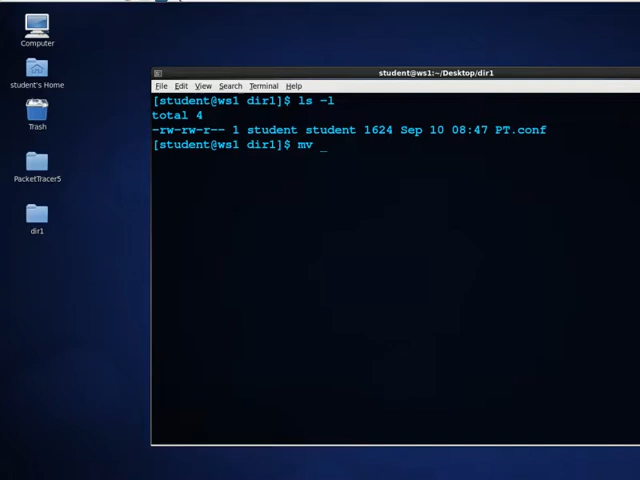 Computer
student's Home
Trash
PacketTracer5
dir1
student@ws1:~/Desktop/dir1
File Edit View Search Terminal Help
[student@ws1 dir1]$ ls -l
total 4
-rw-rw-r-- 1 student student 1624 Sep 10 08:47 PT.conf
[student@ws1 dir1]$ mv _